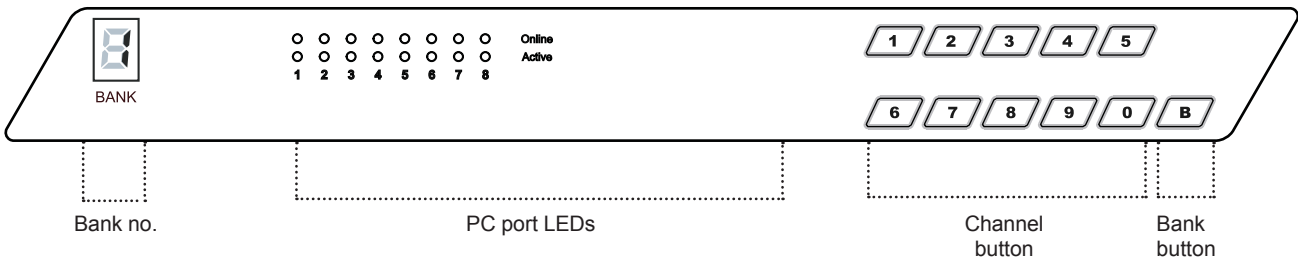 1
BANK
Online
Active
1 2 3 4 5 6 7 8
1 2 3 4 5
6 7 8 9 0 B
Bank no.
PC port LEDs
Channel
button
Bank
button